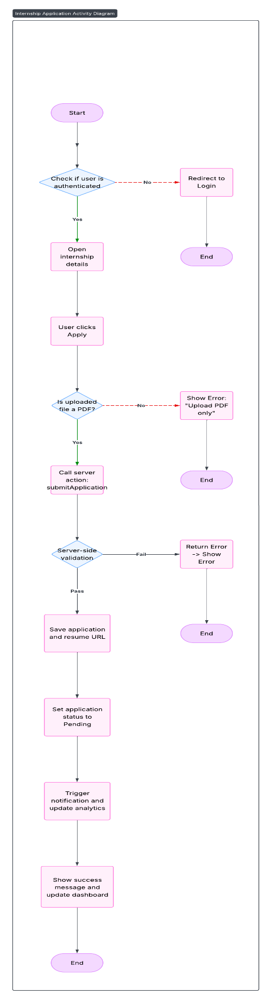 Internship Application Activity Diagram
Start
Check if user is
authenticated
No
Redirect to
Login
Yes
End
Open
internship
details
User clicks
Apply
Is uploaded
file a PDF?
No
Show Error:
"Upload PDF
only"
Yes
End
Call server
action:
submitApplication
Server-side
validation
Fail
Return Error
-> Show
Error
Pass
End
Save application
and resume URL
Set application
status to
Pending
Trigger
notification and
update analytics
Show success
message and
update dashboard
End